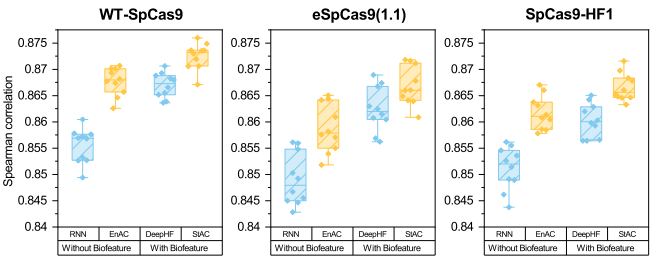 WT-SpCas9
eSpCas9(1.1)
SpCas9-HF1
Spearman correlation
0.875
0.87
0.865
0.86
0.855
0.85
0.845
0.84
RNN EnAC DeepHF StAC
Without Biofeature With Biofeature
0.875
0.87
0.865
0.86
0.855
0.85
0.845
0.84
RNN EnAC DeepHF StAC
Without Biofeature With Biofeature
0.875
0.87
0.865
0.86
0.855
0.85
0.845
0.84
RNN EnAC DeepHF StAC
Without Biofeature With Biofeature